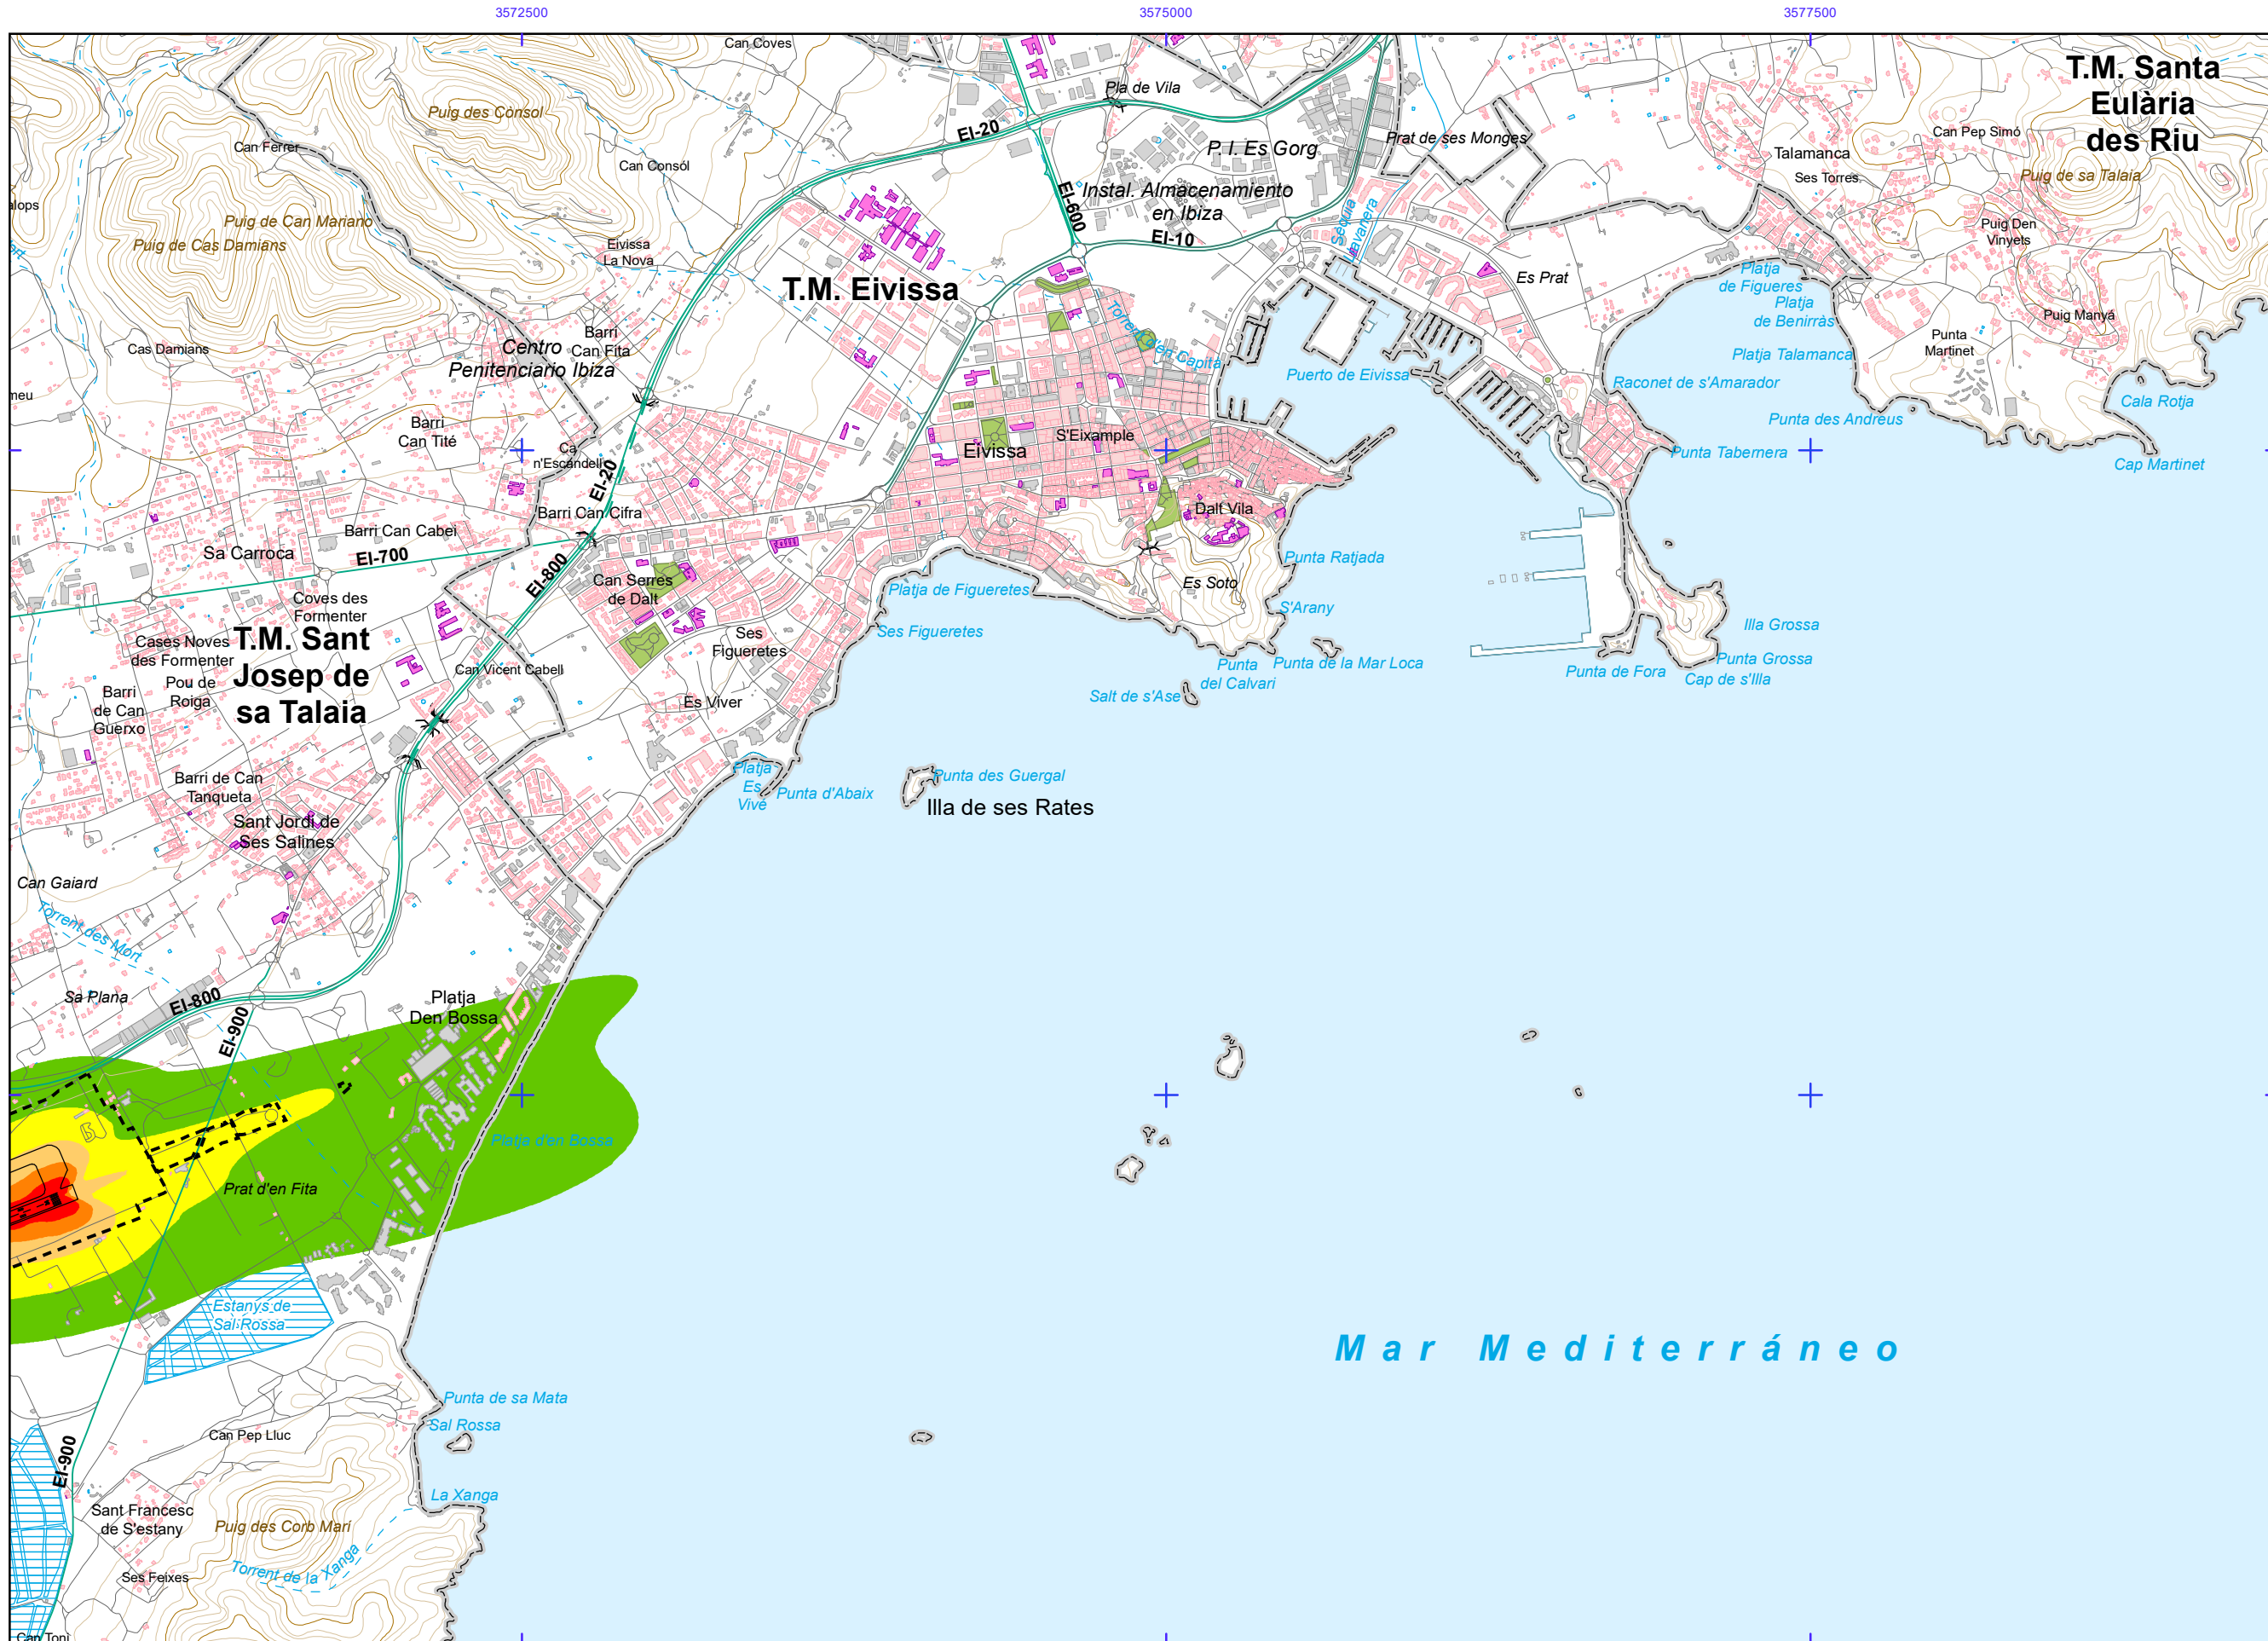 3572500
3575000
3577500
Can Coves
T.M. Santa
Eulària
des Riu
Puig des Cònsol
Pla de Vila
EI-20
Can Ferrer
Can Consól
P. I. Es Gorg
Prat de ses Monges
Can Pep Simó
Talamanca
Ses Torres
Puig de sa Talaia
Instal. Almacenamiento
en Ibiza
EI-600
EI-10
Séquia
Llavanera
Puig de Can Mariano
Puig de Cas Damians
Eivissa
La Nova
Puig Den
Vinyets
T.M. Eivissa
Es Prat
Platja
de Figueres
Platja
de Benirràs
Puig Manyá
Torrent d'en Capità
Barri
Can Fita
Centro
Penitenciario Ibiza
Cas Damians
Platja Talamanca
Punta
Martinet
Puerto de Eivissa
Raconet de s'Amarador
Cala Rotja
Punta des Andreus
Barri
Can Tité
Ca
n'Escandell
S'Eixample
Eivissa
Punta Tabernera
Cap Martinet
EI-20
Barri Can Cifra
Dalt Vila
Barri Can Cabei
Sa Carroca
EI-700
EI-800
Punta Ratjada
Can Serres
de Dalt
Platja de Figueretes
Es Soto
S'Arany
Coves des
Formenter
Illa Grossa
Ses Figueretes
Ses
Figueretes
Cases Noves
des Formenter
T.M. Sant
Josep de
sa Talaia
Can Vicent Cabell
Punta
del Calvari
Punta de la Mar Loca
Punta de Fora
Punta Grossa
Cap de s'Illa
Pou de
Roiga
Barri
de Can
Guerxo
Es Viver
Salt de s'Ase
Barri de Can
Tanqueta
Platja
Es
Vivé
Punta d'Abaix
Punta des Guergal
Illa de ses Rates
Sant Jordi de
Ses Salines
Can Gaiard
Torrent des Mort
Sa Plana
EI-800
EI-900
Platja
Den Bossa
Platja d'en Bossa
Prat d'en Fita
Estanys de
Sal Rossa
Mar Mediterráneo
Punta de sa Mata
Sal Rossa
Can Pep Lluc
EI-900
La Xanga
Sant Francesc
de S'estany
Puig des Corb Marí
Torrent de la Xanga
Ses Feixes
Can Toni